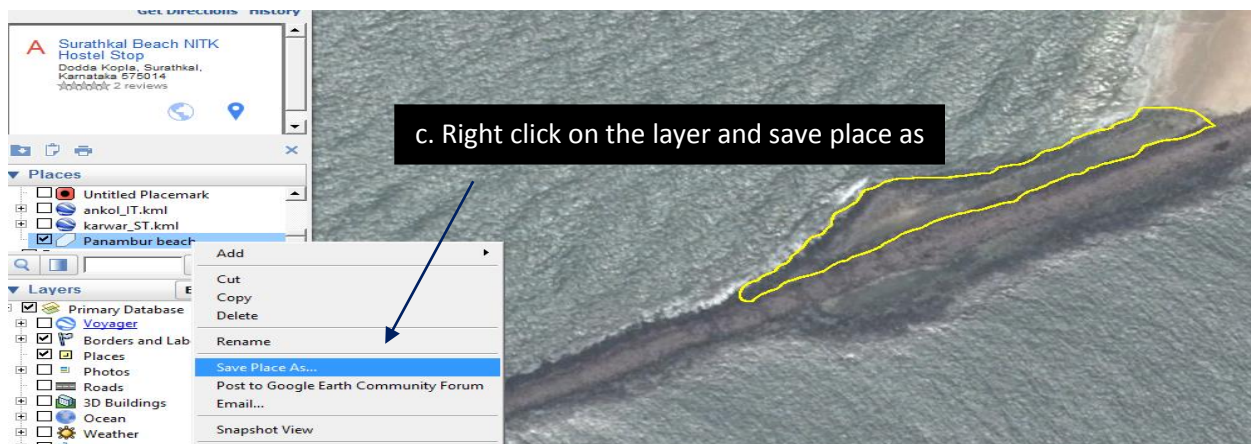 Get Directions History
A
Surathkal Beach NITK
Hostel Stop
Dodda Kopla, Surathkal,
Karnataka 575014
2 reviews
c. Right click on the layer and save place as
Places
Untitled Placemark
ankol_IT.kml
karwar_ST.kml
Panambur beach
Layers
Primary Database
Voyager
Borders and Lab
Places
Photos
Roads
3D Buildings
Ocean
Weather
Add
Cut
Copy
Delete
Rename
Save Place As...
Post to Google Earth Community Forum
Email...
Snapshot View